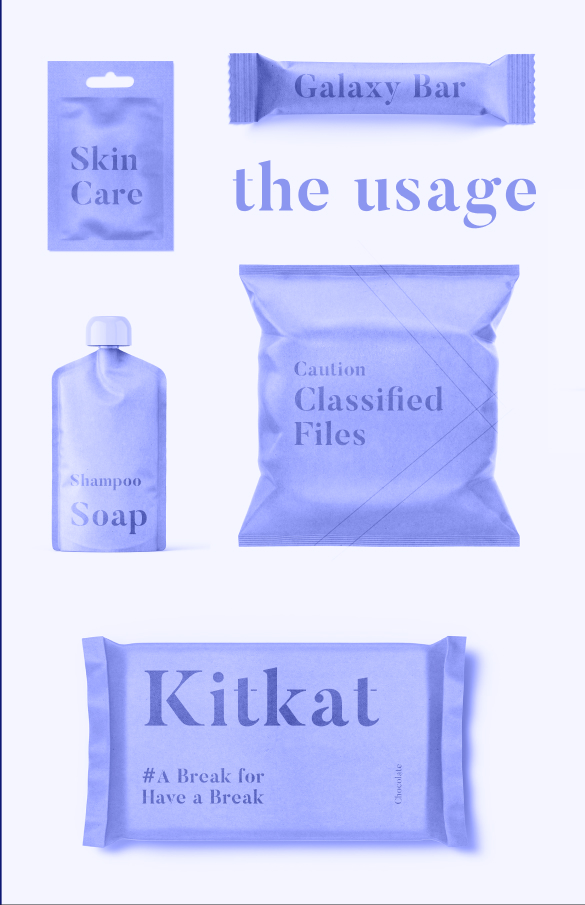 Galaxy Bar
Skin
Care
the usage
Caution
Classified
Files
Shampoo
Soap
Kitkat
#A Break for
Have a Break
Chocolate